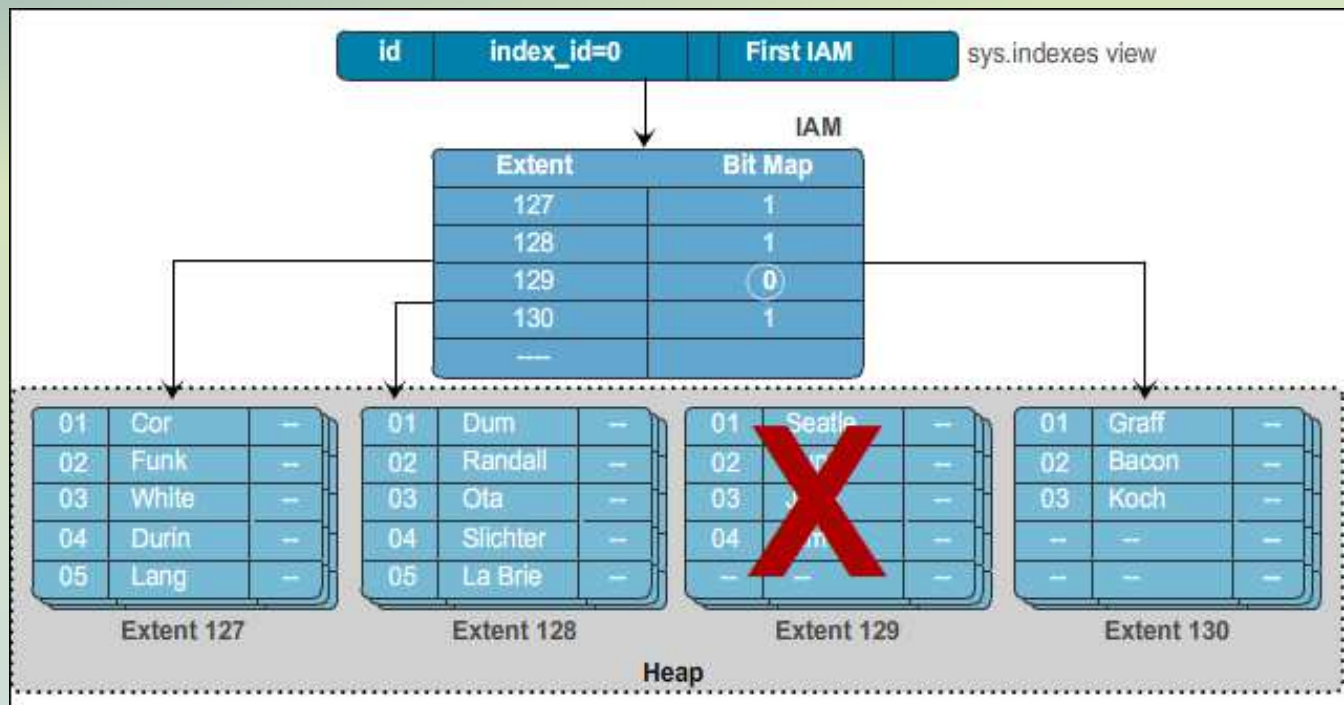 id index_id=0 First IAM sys.indexes view
IAM
Extent Bit Map
127 1
128 1
129 0
130 1
----
01 Cor -- 01 Dum -- 01 Seatle -- 01 Graff --
02 Funk -- 02 Randall -- 02 -- 02 Bacon --
03 White -- 03 Ota -- 03 -- 03 Koch --
04 Durin -- 04 Slichter -- 04 -- -- -- --
05 Lang -- 05 La Brie -- -- -- -- -- -- --
Extent 127 Extent 128 Extent 129 Extent 130
Heap